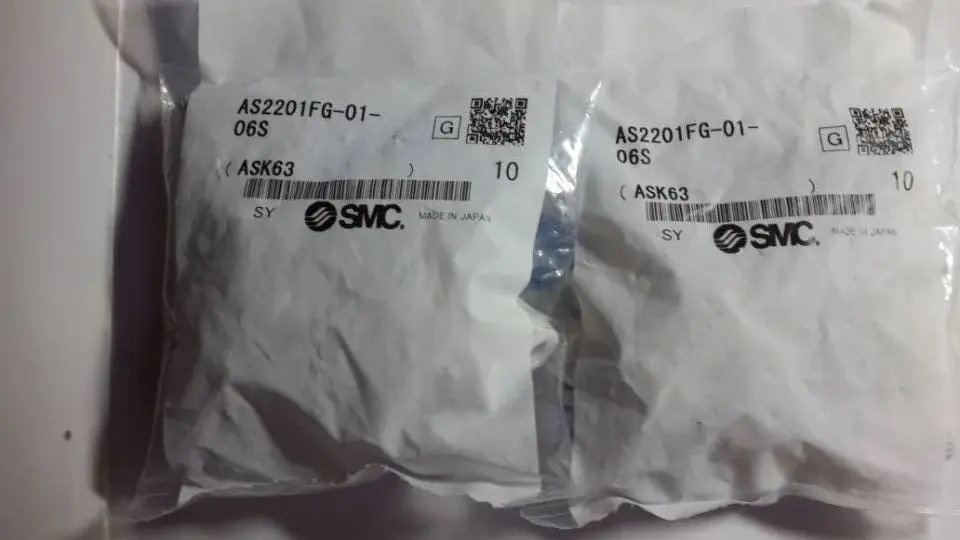 AS2201FG-01-
06S
G
( ASK63 )
10
SY
SMC.
MADE IN JAPAN
AS2201FG-01-
06S
G
( ASK63 )
10
SY
SMC.
MADE IN JAPAN